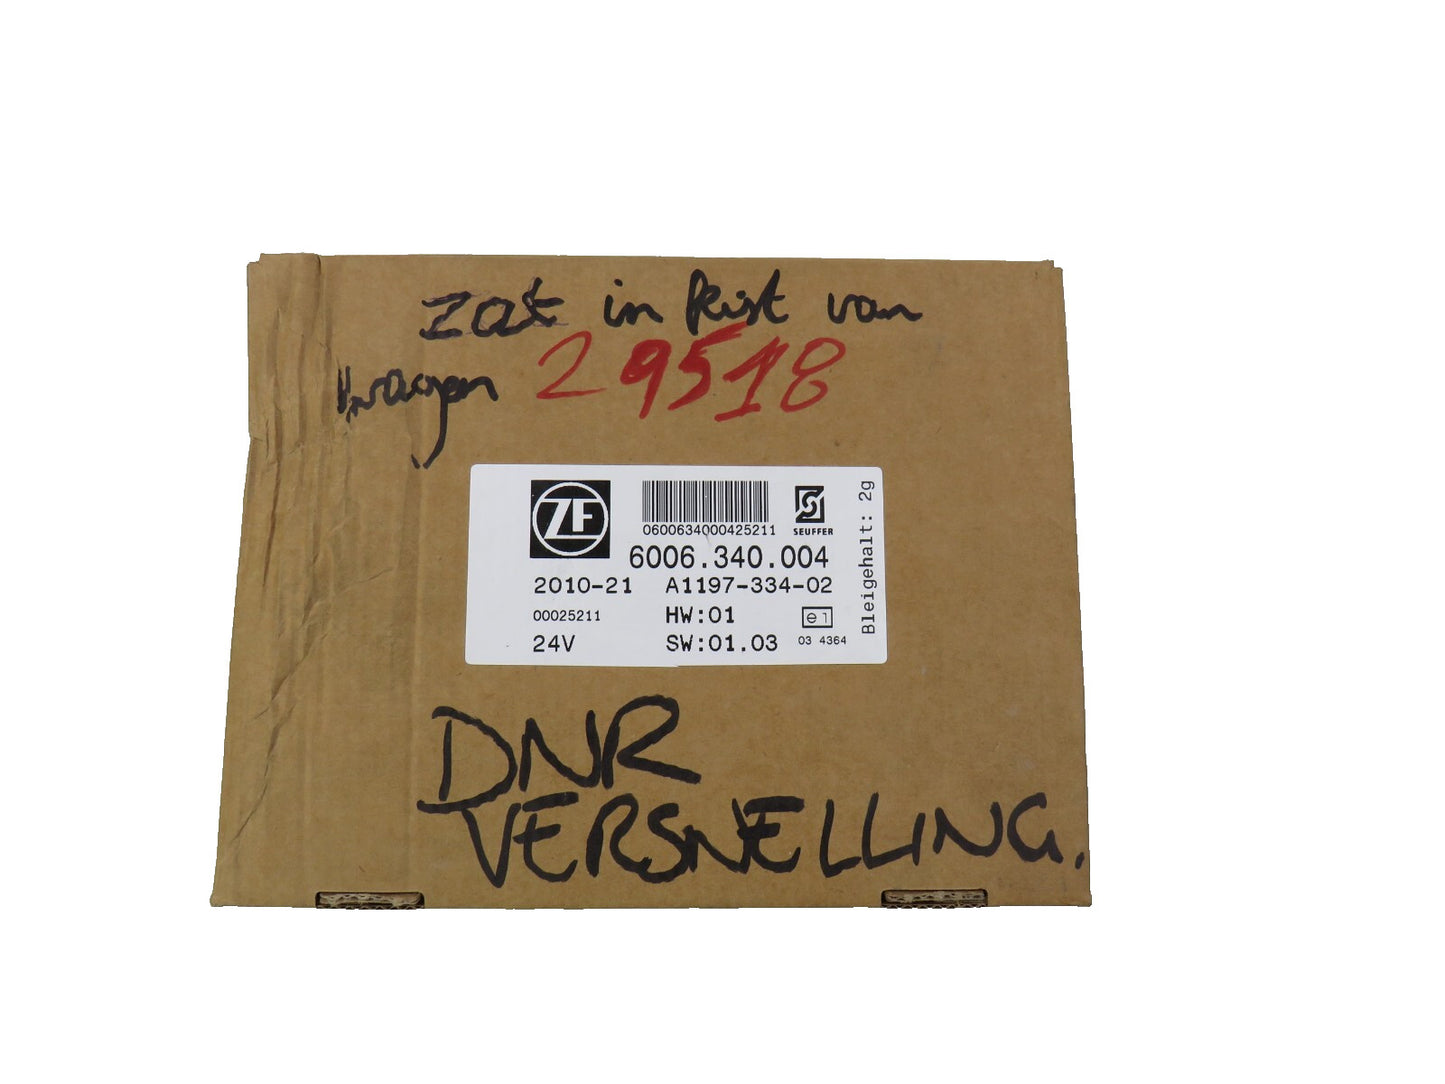 zat in kist van
wagen 29518
ZF
0600634000425211
SEUFFER
Bleigehalt: 2g
6006.340.004
2010-21 A1197-334-02
00025211 HW:01 e1
24V SW:01.03 03 4364
DNR
VERSNELLING.